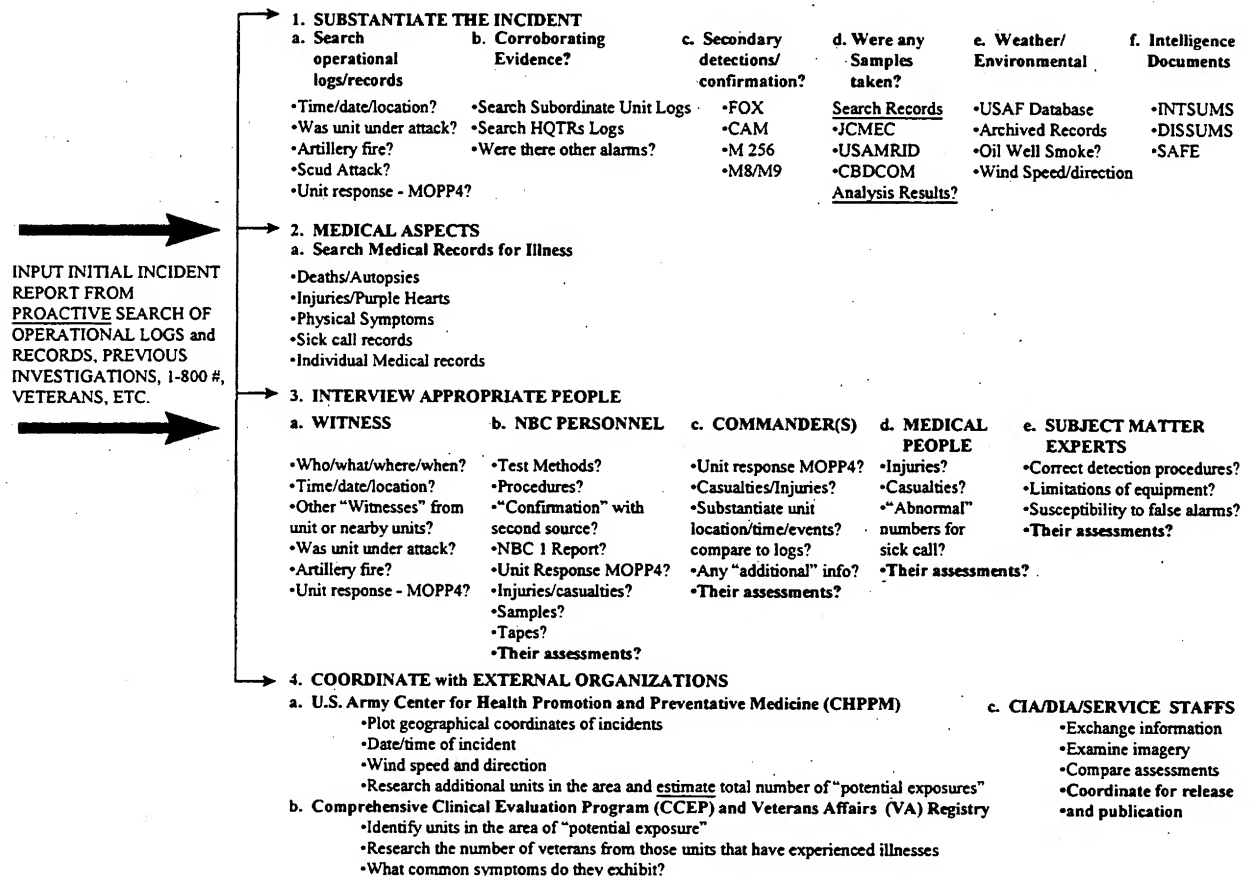 1. SUBSTANTIATE THE INCIDENT
a. Search operational logs/records
•Time/date/location?
•Was unit under attack?
•Artillery fire?
•Scud Attack?
•Unit response - MOPP4?
b. Corroborating Evidence?
•Search Subordinate Unit Logs
•Search HQTRs Logs
•Were there other alarms?
c. Secondary detections/ confirmation?
•FOX
•CAM
•M 256
•M8/M9
d. Were any Samples taken?
Search Records
•JCMEC
•USAMRID
•CBDCOM
Analysis Results?
e. Weather/ Environmental
•USAF Database
•Archived Records
•Oil Well Smoke?
•Wind Speed/direction
f. Intelligence Documents
•INTSUMS
•DISSUMS
•SAFE
INPUT INITIAL INCIDENT
REPORT FROM
PROACTIVE SEARCH OF
OPERATIONAL LOGS and
RECORDS, PREVIOUS
INVESTIGATIONS, 1-800 #,
VETERANS, ETC.
2. MEDICAL ASPECTS
a. Search Medical Records for Illness
•Deaths/Autopsies
•Injuries/Purple Hearts
•Physical Symptoms
•Sick call records
•Individual Medical records
3. INTERVIEW APPROPRIATE PEOPLE
a. WITNESS
•Who/what/where/when?
•Time/date/location?
•Other "Witnesses" from
unit or nearby units?
•Was unit under attack?
•Artillery fire?
•Unit response - MOPP4?
b. NBC PERSONNEL
•Test Methods?
•Procedures?
•"Confirmation" with
second source?
•NBC 1 Report?
•Unit Response MOPP4?
•Injuries/casualties?
•Samples?
•Tapes?
•Their assessments?
c. COMMANDER(S)
•Unit response MOPP4?
•Casualties/Injuries?
•Substantiate unit
location/time/events?
compare to logs?
•Any "additional" info?
•Their assessments?
d. MEDICAL
PEOPLE
•Injuries?
•Casualties?
•"Abnormal"
numbers for
sick call?
•Their assessments?
e. SUBJECT MATTER
EXPERTS
•Correct detection procedures?
•Limitations of equipment?
•Susceptibility to false alarms?
•Their assessments?
4. COORDINATE with EXTERNAL ORGANIZATIONS
a. U.S. Army Center for Health Promotion and Preventative Medicine (CHPPM)
•Plot geographical coordinates of incidents
•Date/time of incident
•Wind speed and direction
•Research additional units in the area and estimate total number of "potential exposures"
b. Comprehensive Clinical Evaluation Program (CCEP) and Veterans Affairs (VA) Registry
•Identify units in the area of "potential exposure"
•Research the number of veterans from those units that have experienced illnesses
•What common symptoms do they exhibit?
c. CIA/DIA/SERVICE STAFFS
•Exchange information
•Examine imagery
•Compare assessments
•Coordinate for release
•and publication